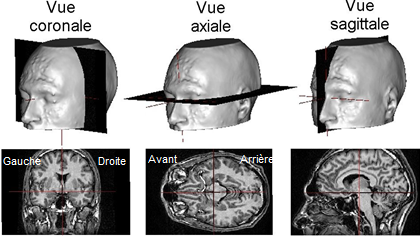 Vue
coronale
Vue
axiale
Vue
sagittale
Gauche Droite
Avant Arrière